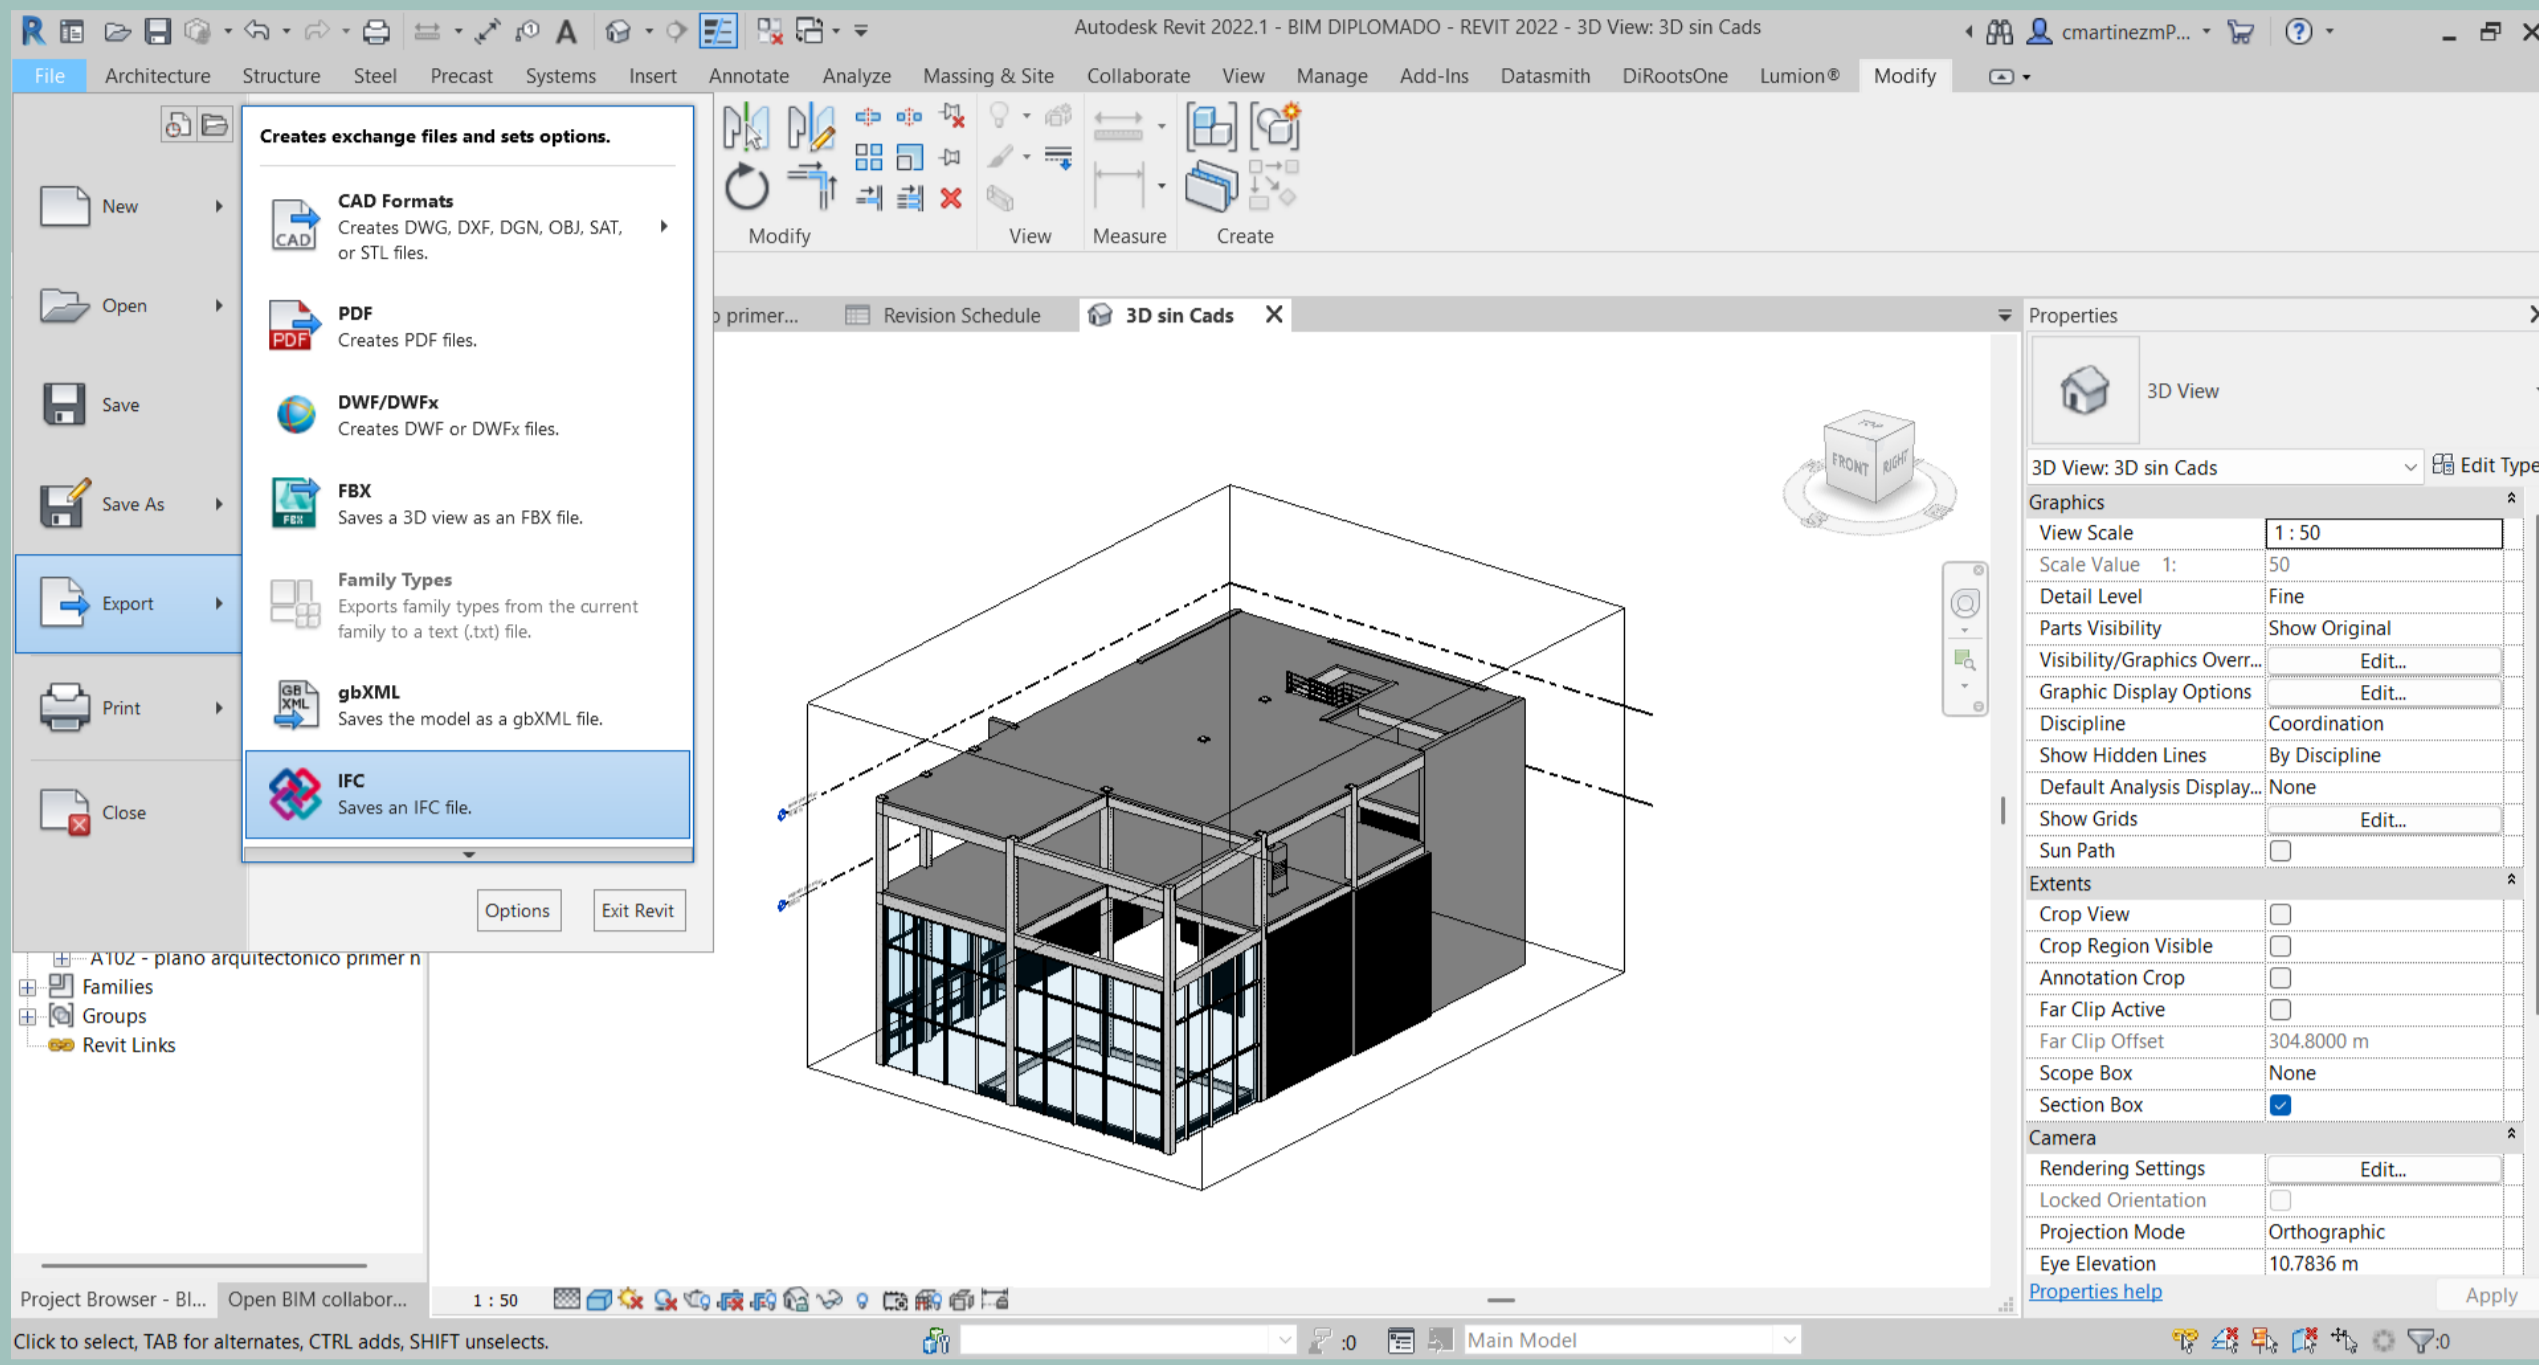 Autodesk Revit 2022.1 - BIM DIPLOMADO - REVIT 2022 - 3D View: 3D sin Cads
cmartinezmP...
File Architecture Structure Steel Precast Systems Insert Annotate Analyze Massing & Site Collaborate View Manage Add-Ins Datasmith DiRootsOne Lumion® Modify
Creates exchange files and sets options.
New
Open
Save
Save As
Export
Print
Close
CAD
CAD Formats
Creates DWG, DXF, DGN, OBJ, SAT,
or STL files.
PDF
PDF
Creates PDF files.
DWF/DWFx
Creates DWF or DWFx files.
FBX
FBX
Saves a 3D view as an FBX file.
Family Types
Exports family types from the current
family to a text (.txt) file.
GB
XML
gbXML
Saves the model as a gbXML file.
IFC
Saves an IFC file.
Options Exit Revit
Modify View Measure Create
o primer... Revision Schedule 3D sin Cads
TOP
FRONT RIGHT
Properties
3D View
3D View: 3D sin Cads Edit Type
Graphics
View Scale 1 : 50
Scale Value 1: 50
Detail Level Fine
Parts Visibility Show Original
Visibility/Graphics Overr... Edit...
Graphic Display Options Edit...
Discipline Coordination
Show Hidden Lines By Discipline
Default Analysis Display... None
Show Grids Edit...
Sun Path
Extents
Crop View
Crop Region Visible
Annotation Crop
Far Clip Active
Far Clip Offset 304.8000 m
Scope Box None
Section Box
Camera
Rendering Settings Edit...
Locked Orientation
Projection Mode Orthographic
Eye Elevation 10.7836 m
Properties help Apply
A102 - plano arquitectonico primer n
Families
Groups
Revit Links
Project Browser - BI... Open BIM collabor...
1 : 50
Click to select, TAB for alternates, CTRL adds, SHIFT unselects.
:0
Main Model
:0